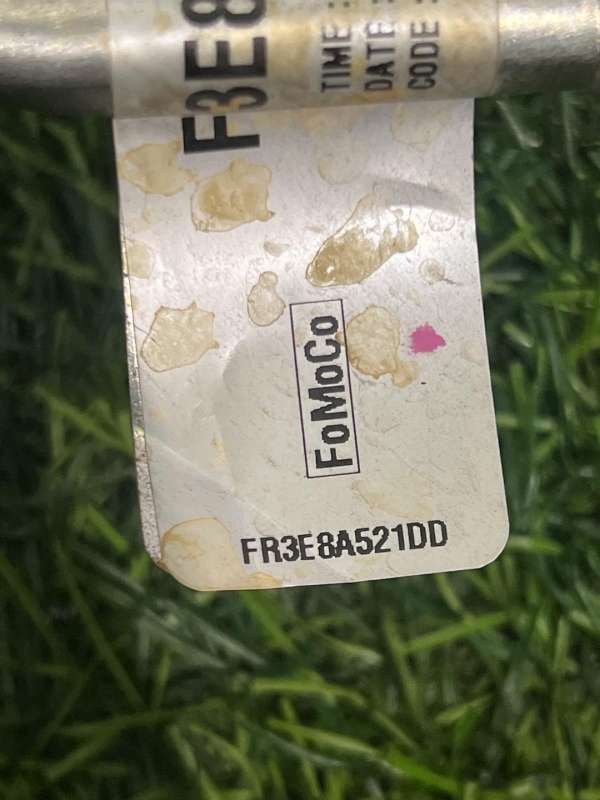 F3E8
TIME:
DATE:
CODE:
FoMoCo
FR3E8A521DD